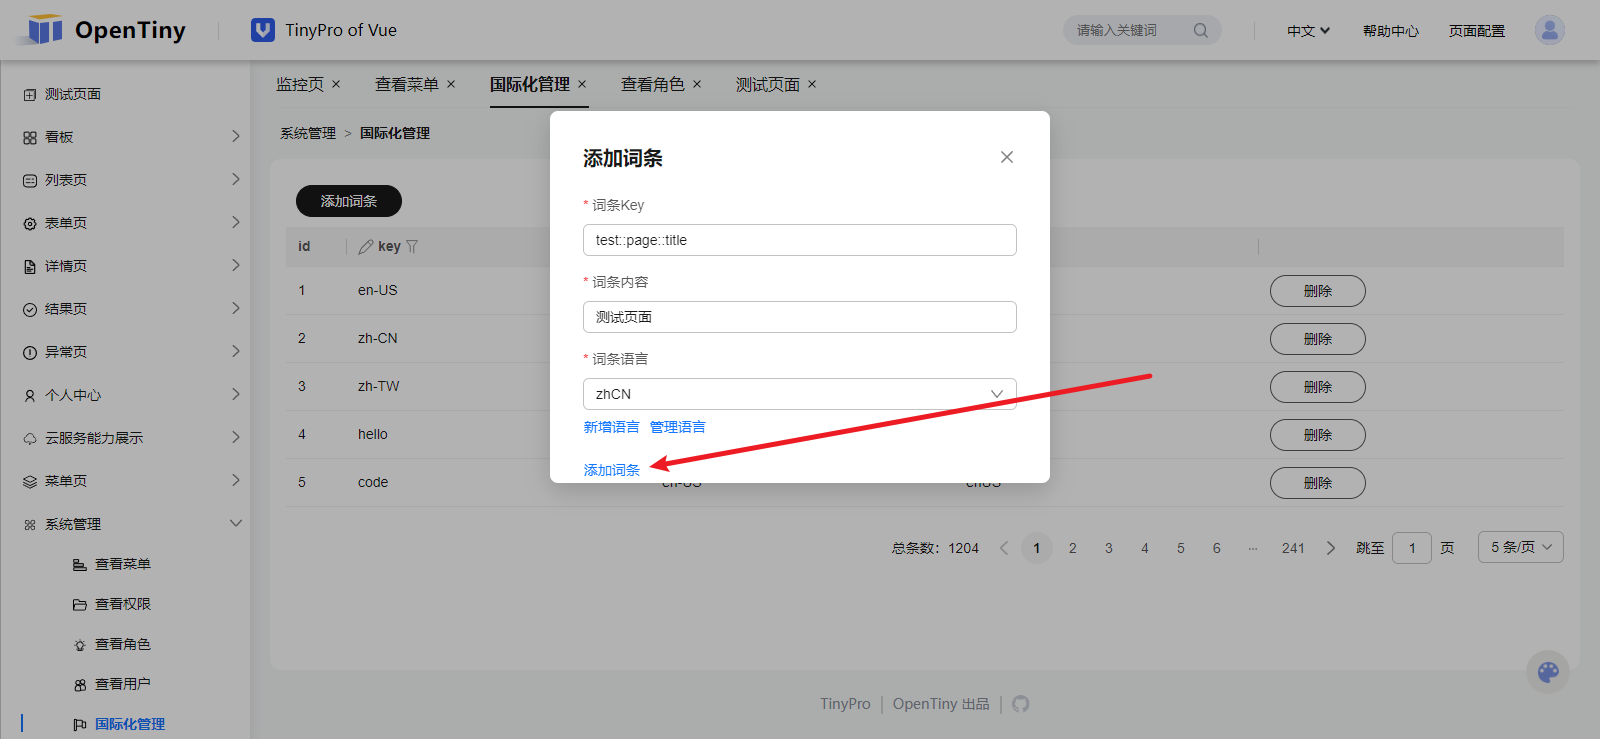 OpenTiny
TinyPro of Vue
请输入关键词
中文
帮助中心
页面配置
测试页面
看板
列表页
表单页
详情页
结果页
异常页
个人中心
云服务能力展示
菜单页
系统管理
查看菜单
查看权限
查看角色
查看用户
国际化管理
监控页
查看菜单
国际化管理
查看角色
测试页面
系统管理 > 国际化管理
添加词条
id key
1 en-US 删除
2 zh-CN 删除
3 zh-TW 删除
4 hello 删除
5 code en-US enUS 删除
添加词条
* 词条Key
test::page::title
* 词条内容
测试页面
* 词条语言
zhCN
新增语言 管理语言
添加词条
总条数: 1204 1 2 3 4 5 6 ... 241 跳至 1 页 5 条/页
TinyPro | OpenTiny 出品 |